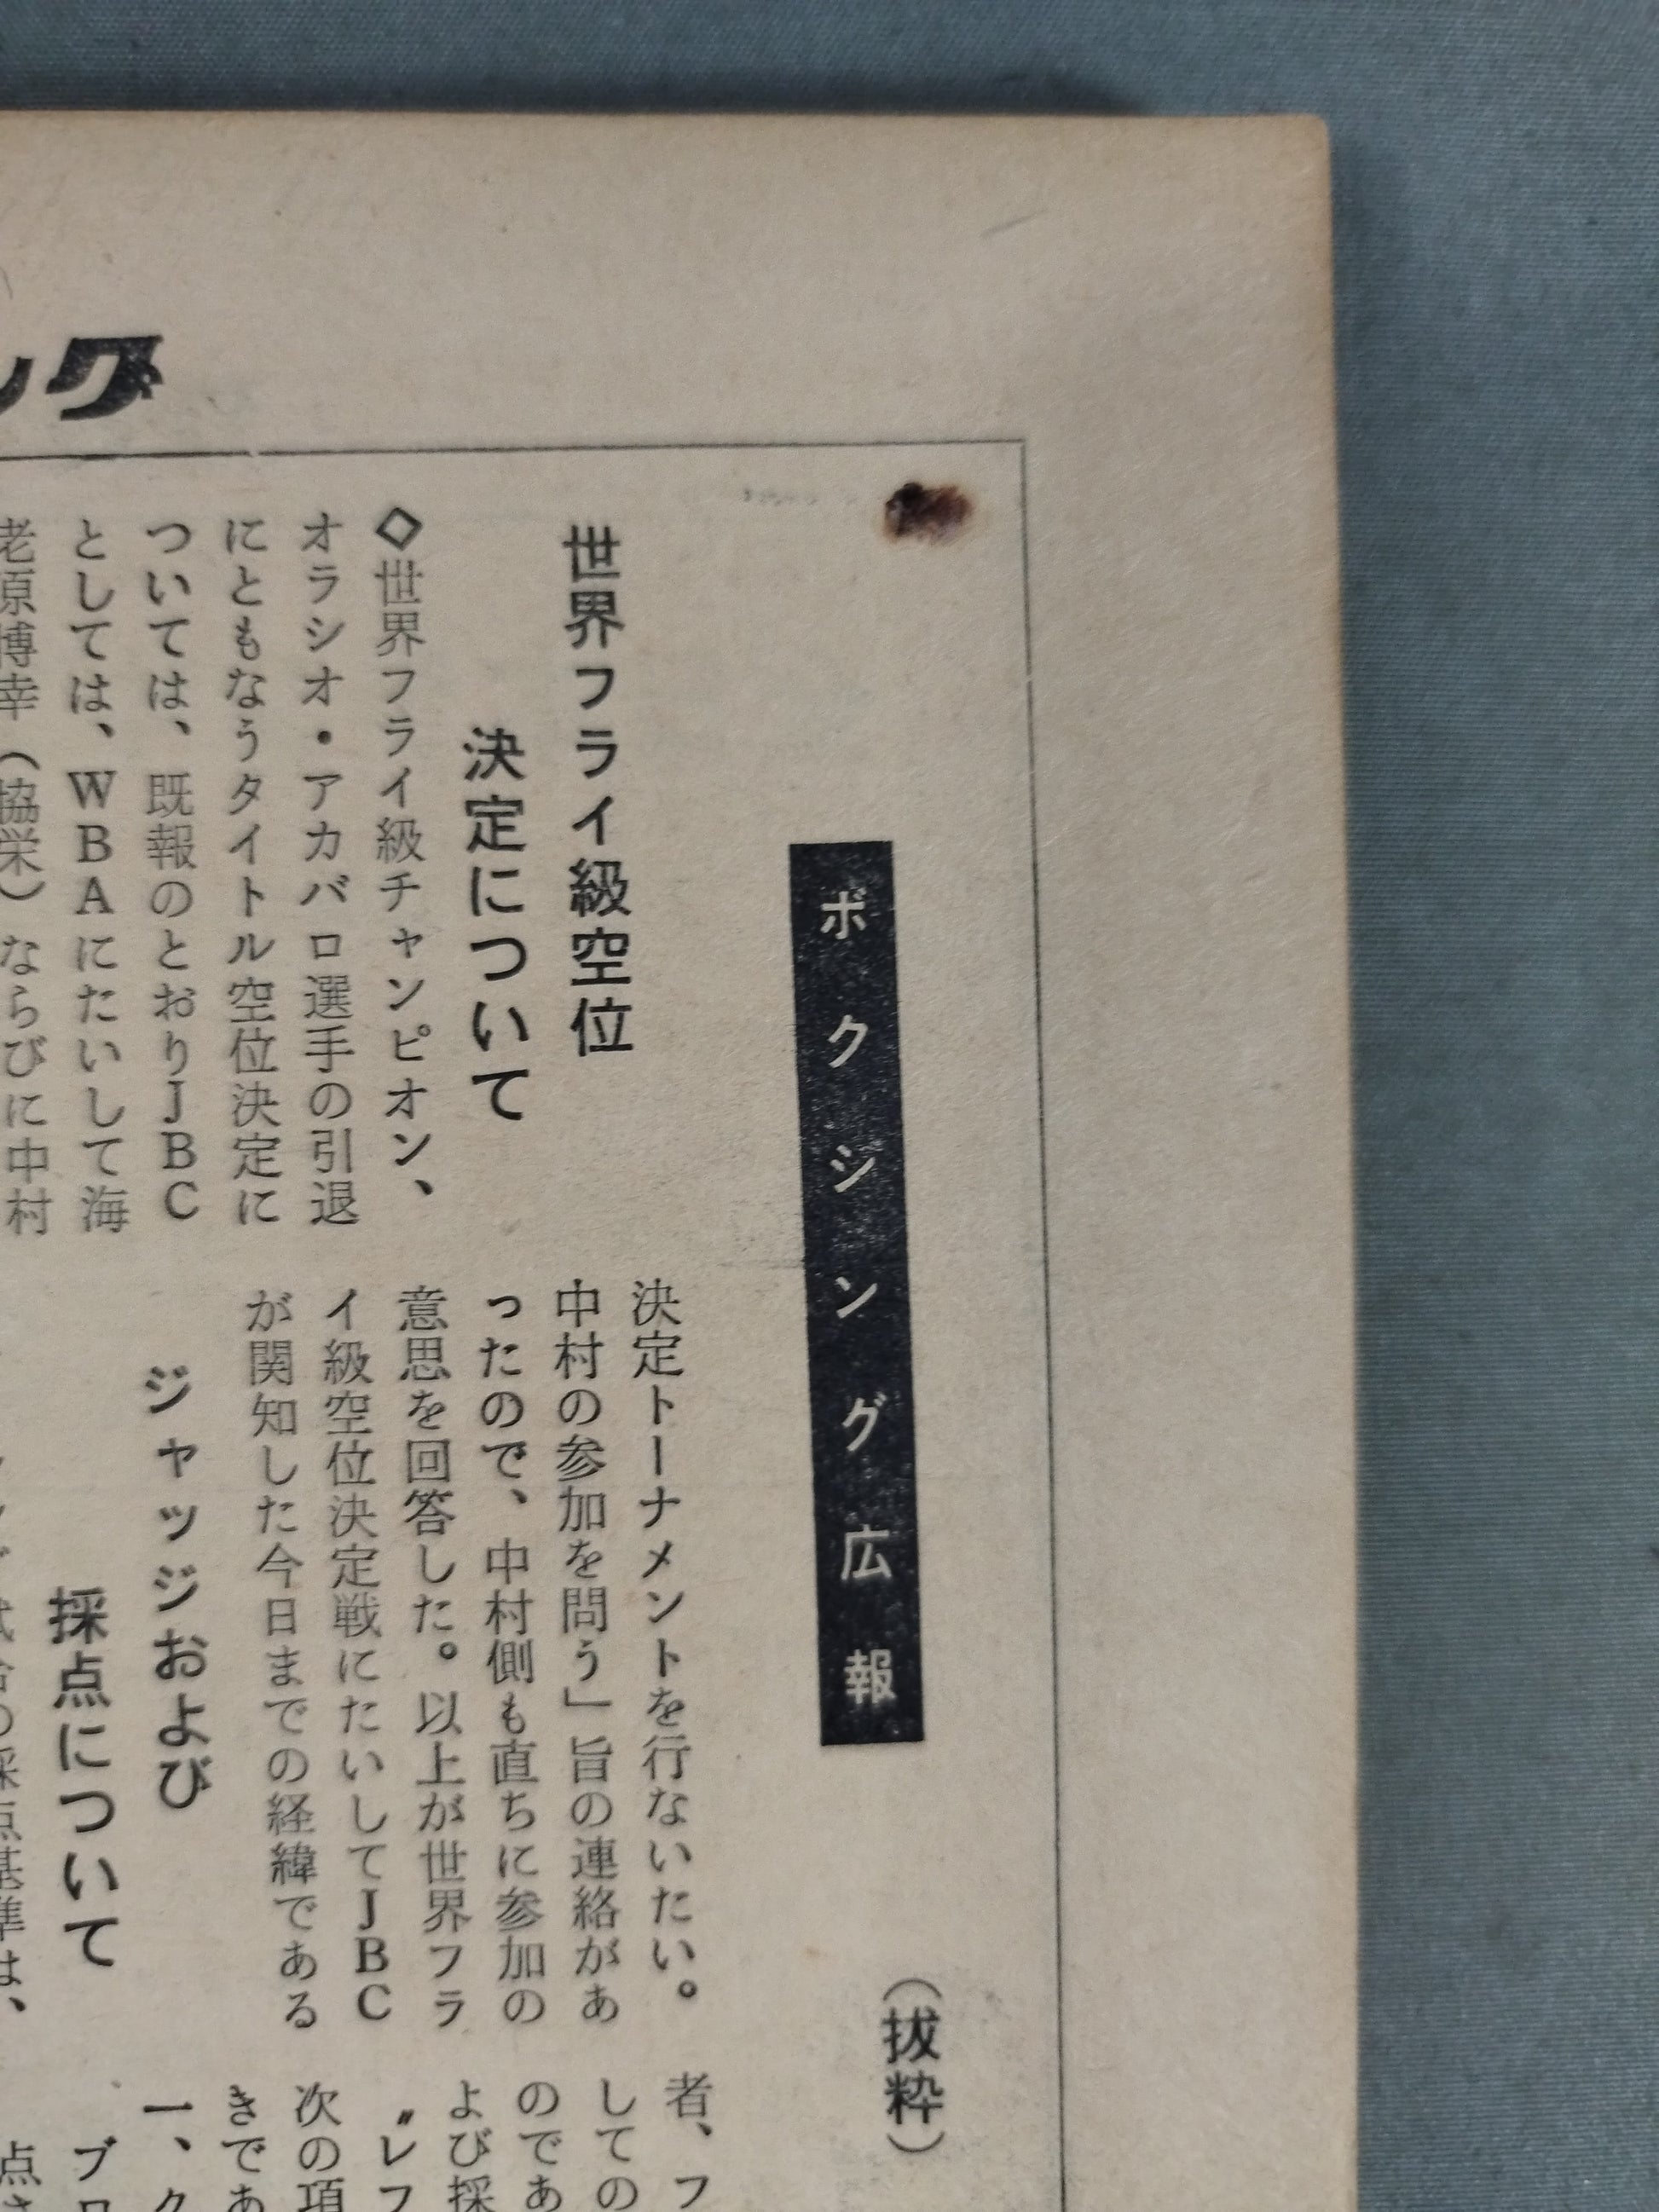 ング
ボクシング広報
(抜粋)
世界フライ級空位
決定について
◇世界フライ級チャンピオン、
オラシオ・アカバロ選手の引退
にともなうタイトル空位決定に
ついては、既報のとおりJBC
としては、WBAにたいして海
老原博幸(協栄)ならびに中村
決定トーナメントを行ないたい。
中村の参加を問う」旨の連絡があ
ったので、中村側も直ちに参加の
意思を回答した。以上が世界フラ
イ級空位決定戦にたいしてJBC
が関知した今日までの経緯である
ジャッジおよび
採点について
試合の採点基準は、
者、フ
しての
のであ
よび採
〝レフ
次の項
きであ
一、ク
ブロ
点さ